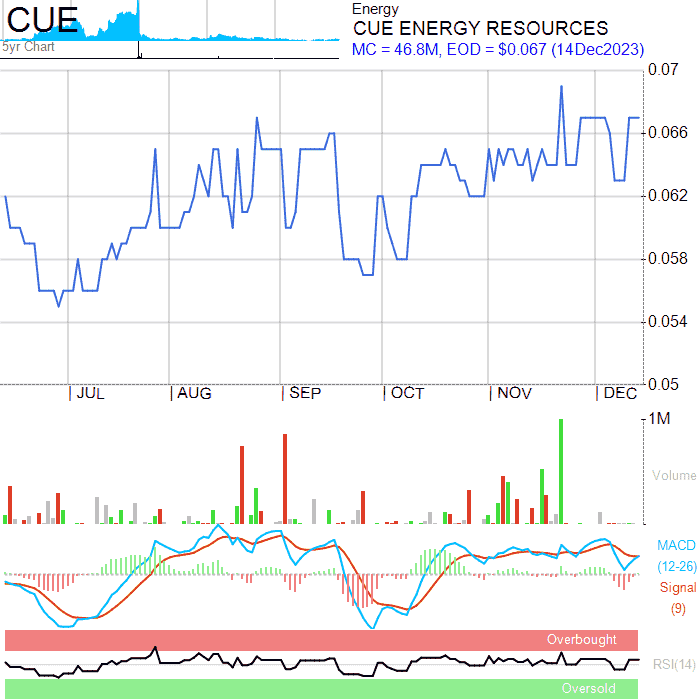 CUE
5yr Chart
Energy
CUE ENERGY RESOURCES
MC = 46.8M, EOD = $0.067 (14Dec2023)
0.07
0.066
0.062
0.058
0.054
0.05
JUL AUG SEP OCT NOV DEC
1M
Volume
MACD
(12-26)
Signal
(9)
Overbought
RSI(14)
Oversold